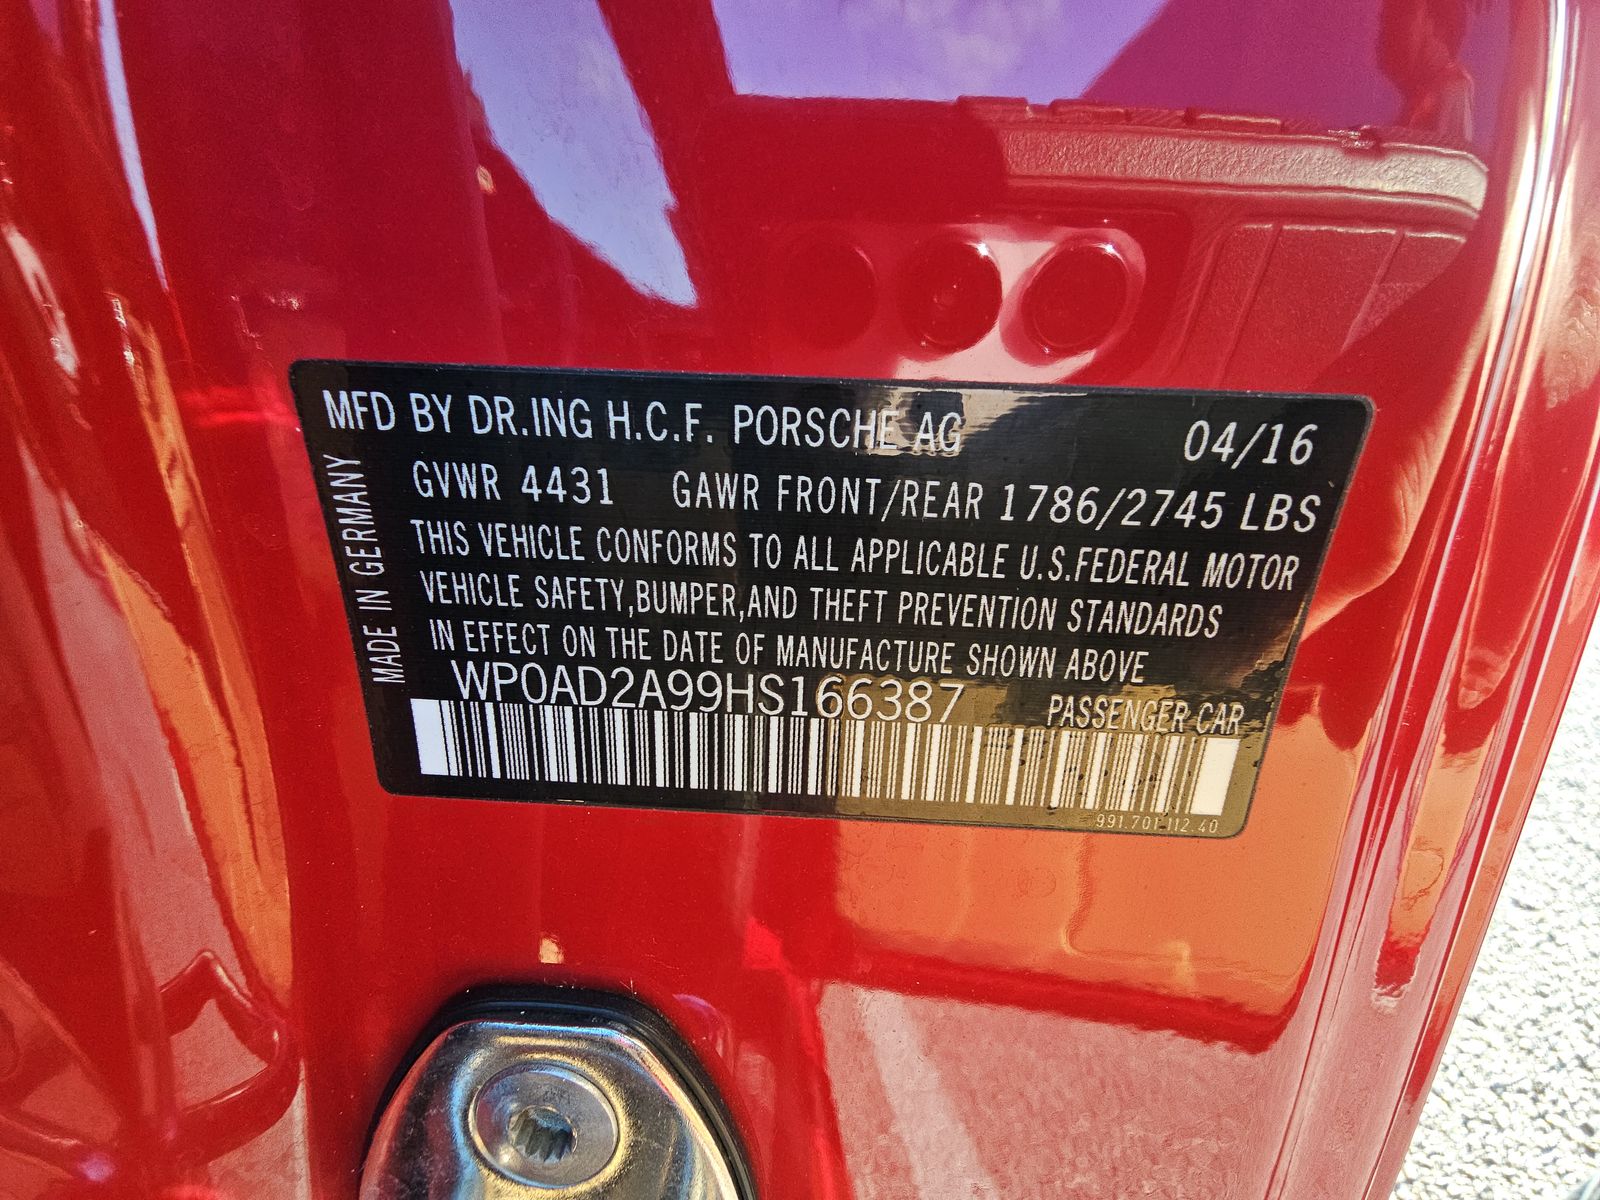 MFD BY DR.ING H.C.F. PORSCHE AG 04/16
GVWR 4431 GAWR FRONT/REAR 1786/2745 LBS
THIS VEHICLE CONFORMS TO ALL APPLICABLE U.S.FEDERAL MOTOR
VEHICLE SAFETY,BUMPER,AND THEFT PREVENTION STANDARDS
IN EFFECT ON THE DATE OF MANUFACTURE SHOWN ABOVE
WP0AD2A99HS166387 PASSENGER CAR
991.701.112.40
MADE IN GERMANY